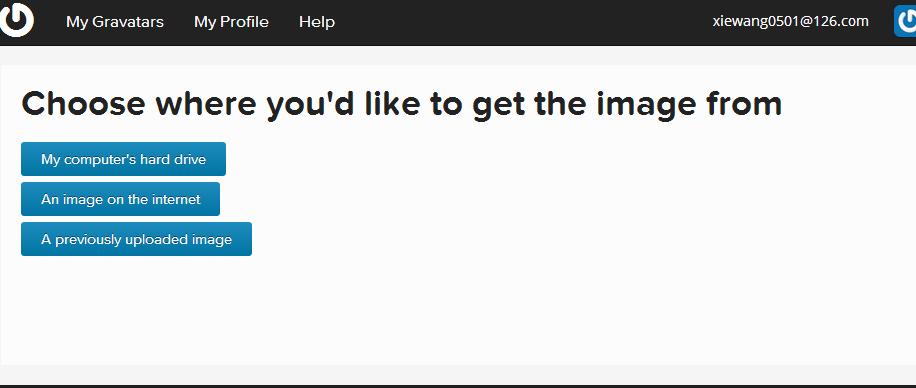 My Gravatars My Profile Help xiewang0501@126.com
Choose where you'd like to get the image from
My computer's hard drive
An image on the internet
A previously uploaded image